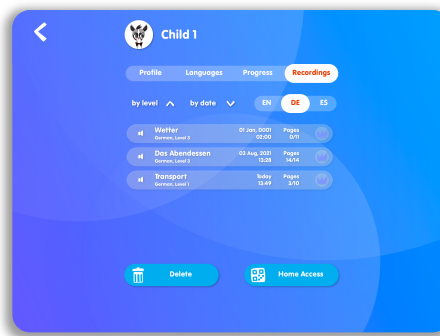 Child 1
Profile Languages Progress Recordings
by level by date EN DE ES
Wetter 01 Jan, 0001 Pages
German, Level 3 02:00 0/11
Das Abendessen 03 Aug, 2021 Pages
German, Level 3 13:28 14/14
Transport Today Pages
German, Level 1 13:49 3/10
Delete Home Access